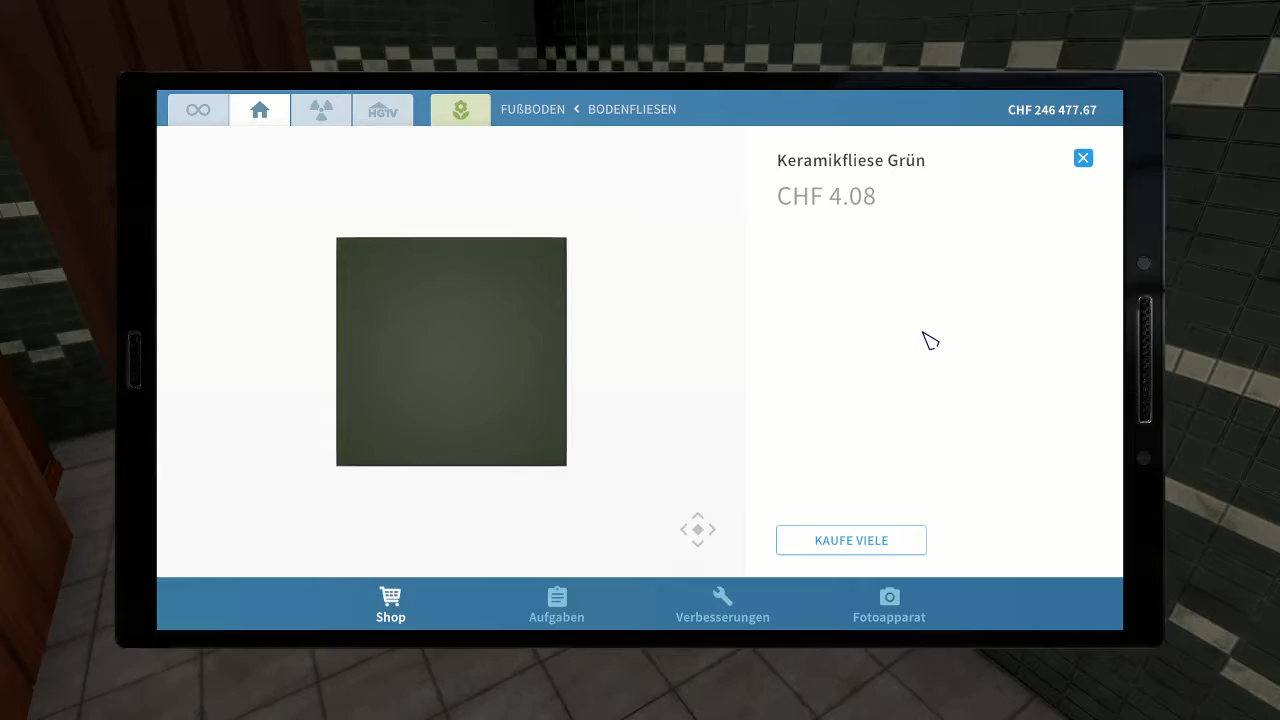 HGTV
FUßBODEN < BODENFLIESEN
CHF 246 477.67
Keramikfliese Grün
CHF 4.08
KAUFE VIELE
Shop
Aufgaben
Verbesserungen
Fotoapparat